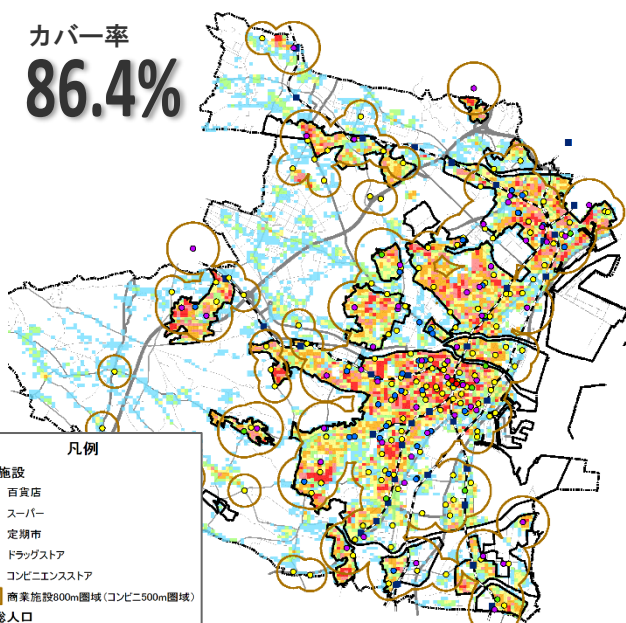 カバー率
86.4%
凡例
施設
百貨店
スーパー
定期市
ドラッグストア
コンビニエンスストア
商業施設800m圏域(コンビニ500m圏域)
総人口